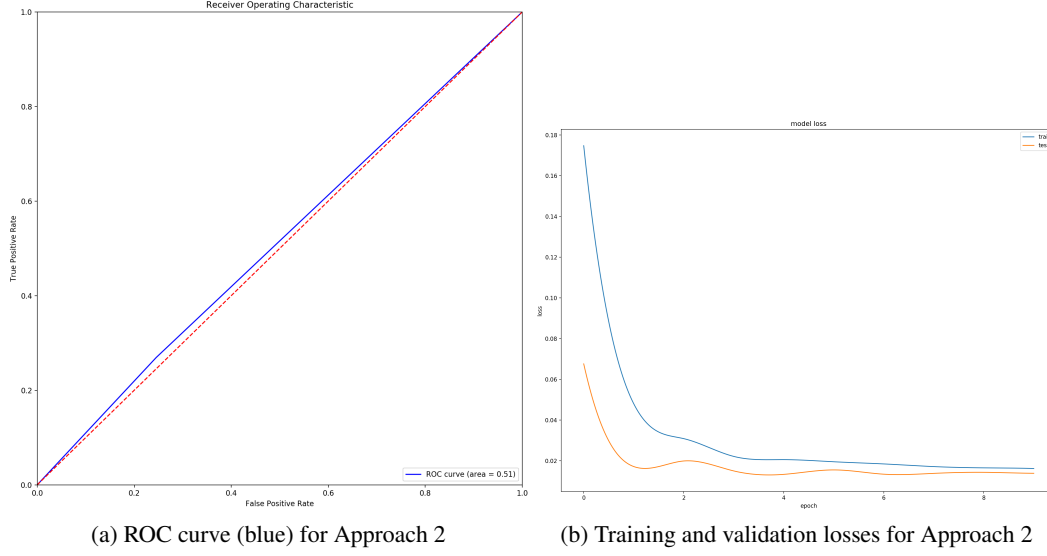 Receiver Operating Characteristic
1.0
0.8
0.6
0.4
0.2
0.0
True Positive Rate
0.0 0.2 0.4 0.6 0.8 1.0
False Positive Rate
ROC curve (area = 0.51)
(a) ROC curve (blue) for Approach 2
model loss
0.18
0.16
0.14
0.12
0.10
0.08
0.06
0.04
0.02
loss
0 2 4 6 8
epoch
(b) Training and validation losses for Approach 2